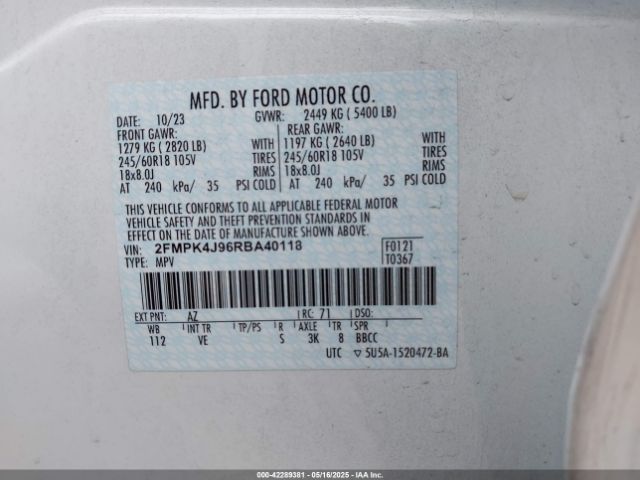 MFD. BY FORD MOTOR CO.
DATE: 10/23 GVWR: 2449 KG ( 5400 LB)
FRONT GAWR: REAR GAWR:
1279 KG ( 2820 LB) WITH 1197 KG ( 2640 LB) WITH
245/60R18 105V TIRES 245/60R18 105V TIRES
18x8.0J RIMS 18x8.0J RIMS
AT 240 kPa/ 35 PSI COLD AT 240 kPa/ 35 PSI COLD
THIS VEHICLE CONFORMS TO ALL APPLICABLE FEDERAL MOTOR
VEHICLE SAFETY AND THEFT PREVENTION STANDARDS IN
EFFECT ON THE DATE OF MANUFACTURE SHOWN ABOVE.
VIN: 2FMPK4J96RBA40118 F0121
TYPE: MPV T0367
EXT PNT: AZ RC: 71 DSO:
WB INT TR TP/PS R AXLE TR SPR
112 VE S 3K 8 BBCC
UTC ▽ 5U5A-1520472-BA
000-42289381 - 05/16/2025 - IAAI.COM